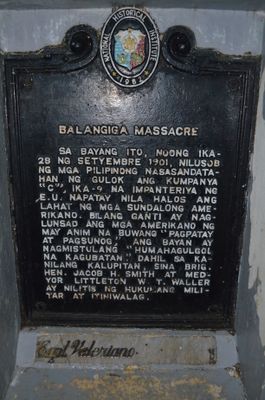 NATIONAL HISTORICAL INSTITUTE
1982
BALANGIGA MASSACRE
SA BAYANG ITO, NOONG IKA-
28 NG SETYEMBRE 1901, NILUSOB
NG MGA PILIPINONG NASASANDATA-
HAN NG GULOK ANG KUMPANYA
"C", IKA-9 NA IMPANTERIYA NG
E.U. NAPATAY NILA HALOS ANG
LAHAT NG MGA SUNDALONG AME-
RIKANO. BILANG GANTI AY NAG-
LUNSAD ANG MGA AMERIKANO NG
MAY ANIM NA BUWANG "PAGPATAY
AT PAGSUNOG," ANG BAYAN AY
NAGMISTULANG "HUMAHAGULGOL
NA KAGUBATAN." DAHIL SA KA-
NILANG KALUPITAN, SINA BRIG.
HEN. JACOB H. SMITH AT MED-
YOR LITTLETON W. T. WALLER
AY NILITIS NG HUKUMANG MILI-
TAR AT ITINIWALAG.
Valeriano